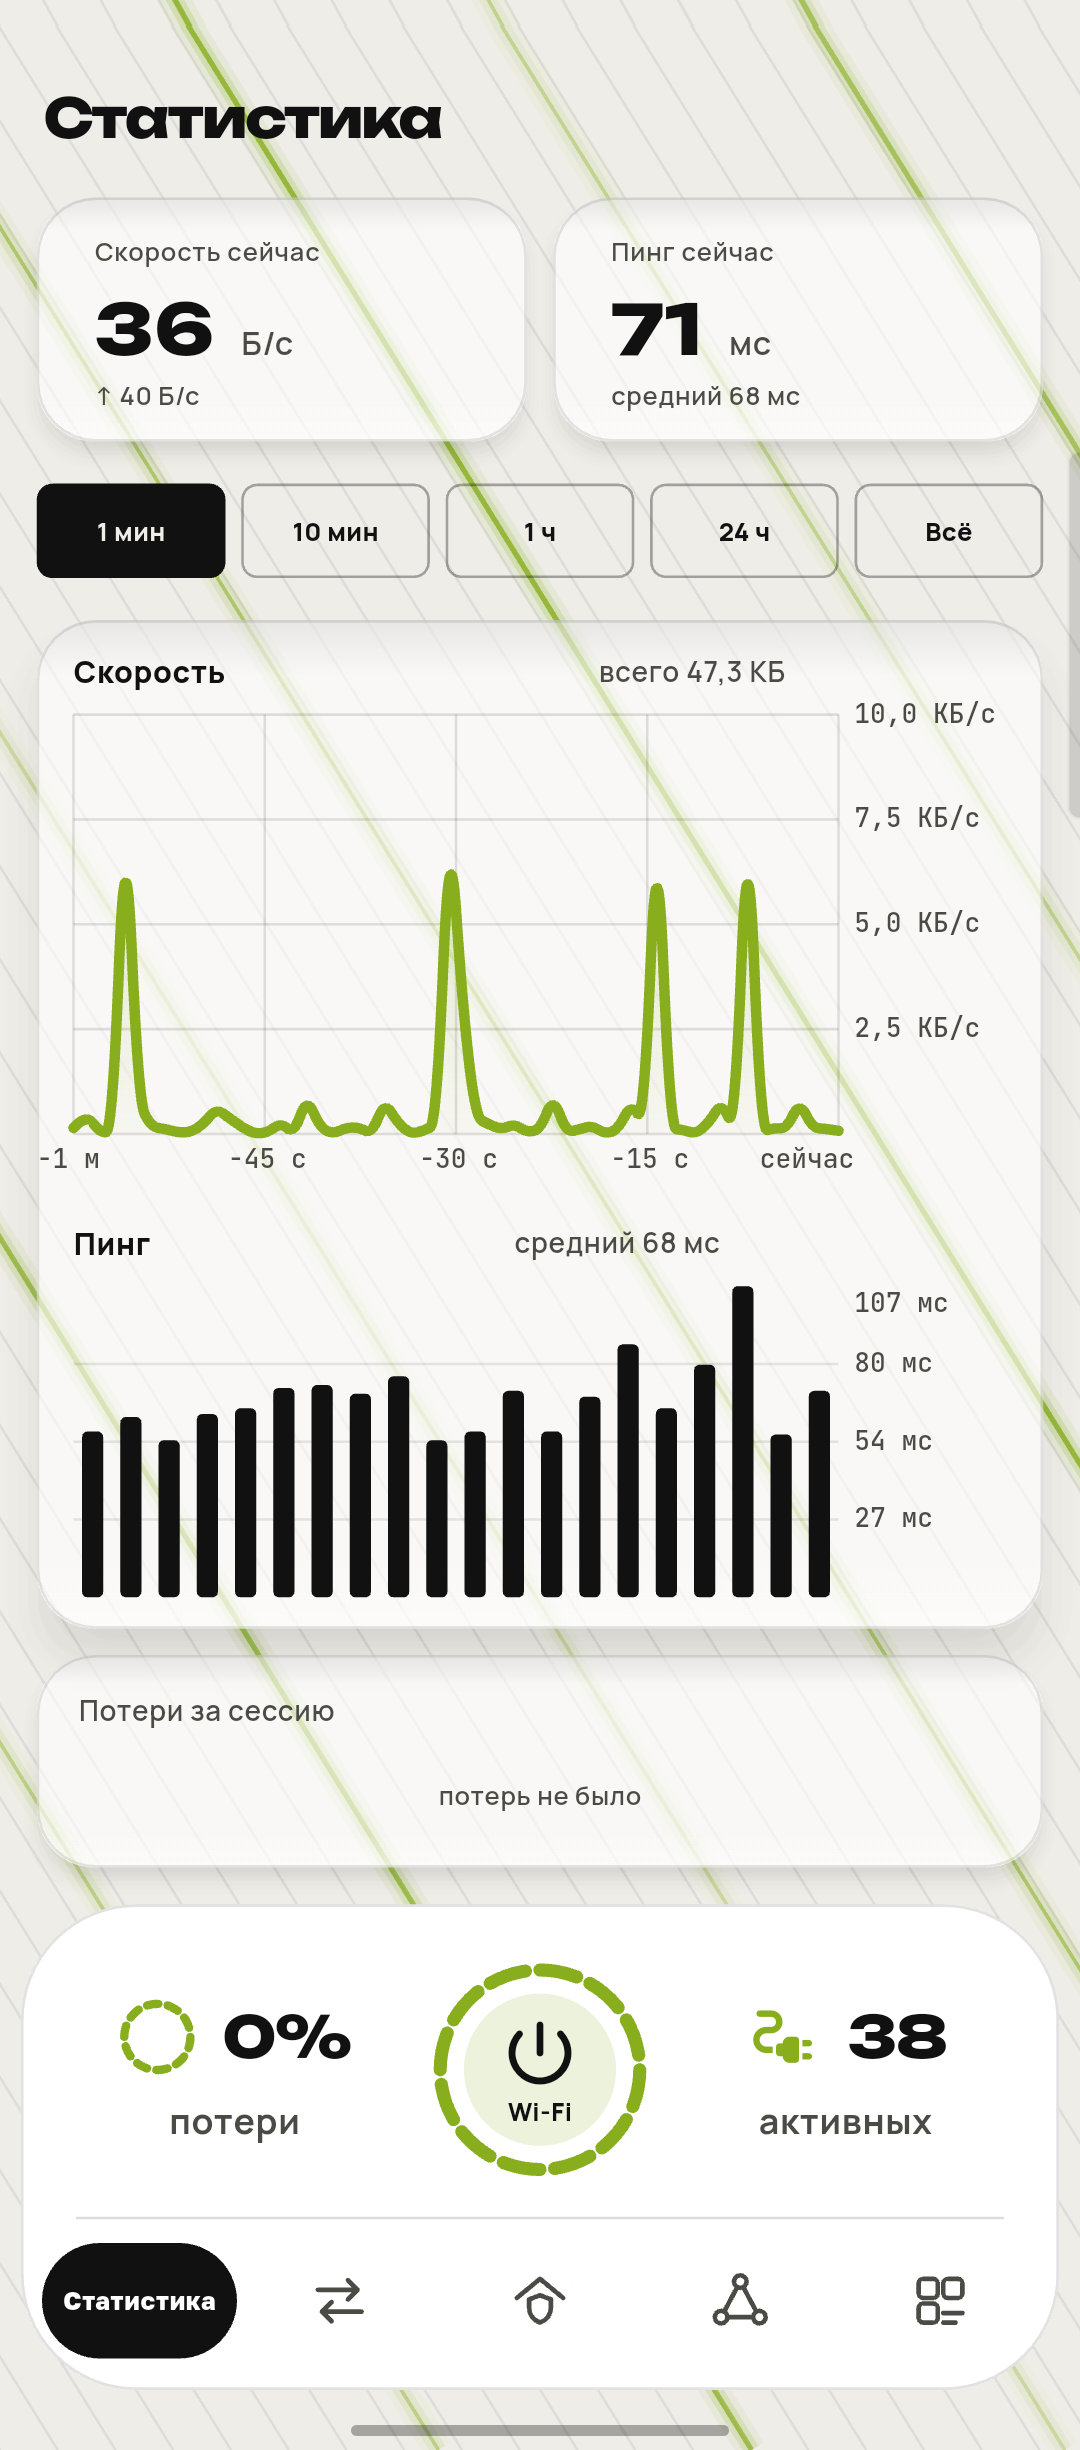 Статистика
Скорость сейчас
36 Б/с
↑ 40 Б/с
Пинг сейчас
71 мс
средний 68 мс
1 мин
10 мин
1 ч
24 ч
Всё
Скорость
всего 47,3 КБ
10,0 КБ/с
7,5 КБ/с
5,0 КБ/с
2,5 КБ/с
-1 м
-45 с
-30 с
-15 с
сейчас
Пинг
средний 68 мс
107 мс
80 мс
54 мс
27 мс
Потери за сессию
потерь не было
0%
потери
Wi-Fi
38
активных
Статистика